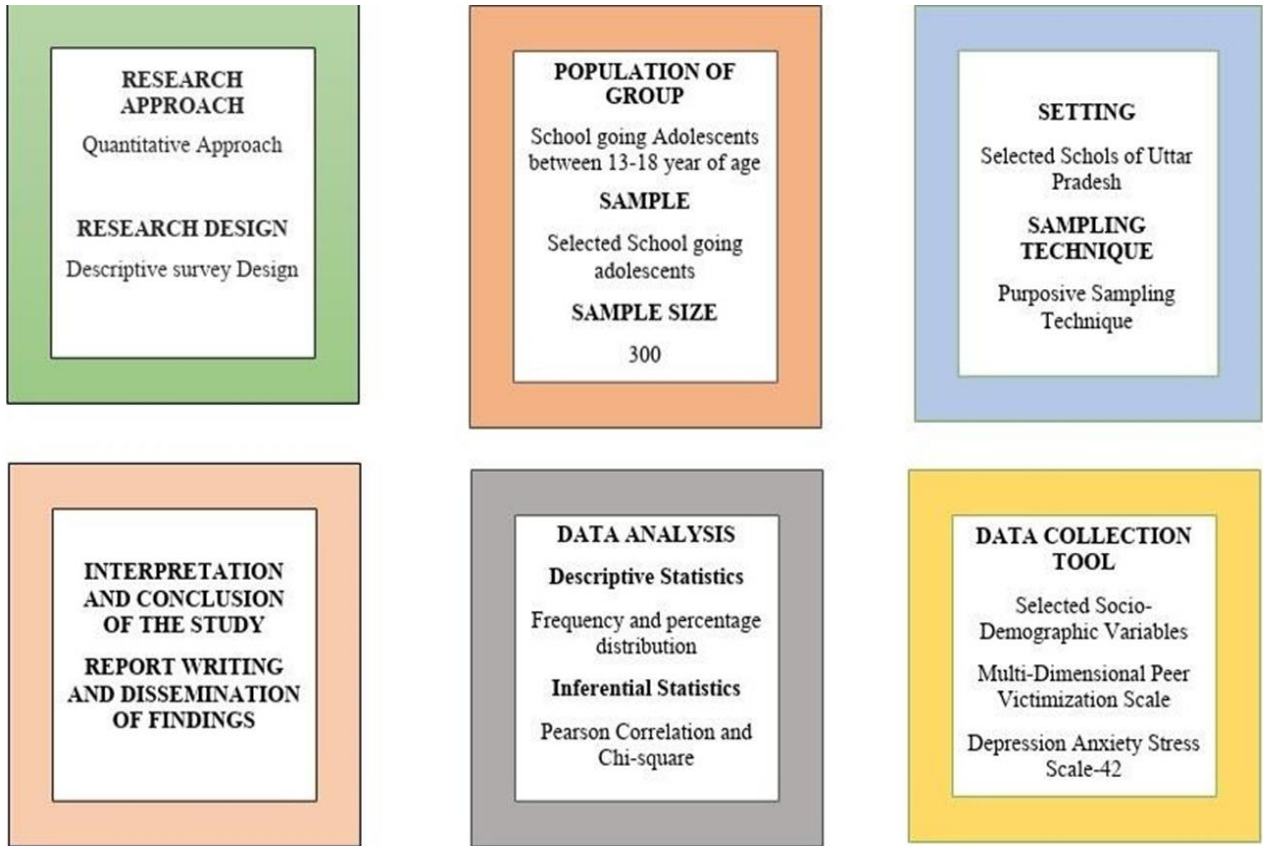 RESEARCH
APPROACH
Quantitative Approach
RESEARCH DESIGN
Descriptive survey Design
POPULATION OF
GROUP
School going Adolescents
between 13-18 year of age
SAMPLE
Selected School going
adolescents
SAMPLE SIZE
300
SETTING
Selected Schols of Uttar
Pradesh
SAMPLING
TECHNIQUE
Purposive Sampling
Technique
INTERPRETATION
AND CONCLUSION
OF THE STUDY
REPORT WRITING
AND DISSEMINATION
OF FINDINGS
DATA ANALYSIS
Descriptive Statistics
Frequency and percentage
distribution
Inferential Statistics
Pearson Correlation and
Chi-square
DATA COLLECTION
TOOL
Selected Socio-
Demographic Variables
Multi-Dimensional Peer
Victimization Scale
Depression Anxiety Stress
Scale-42